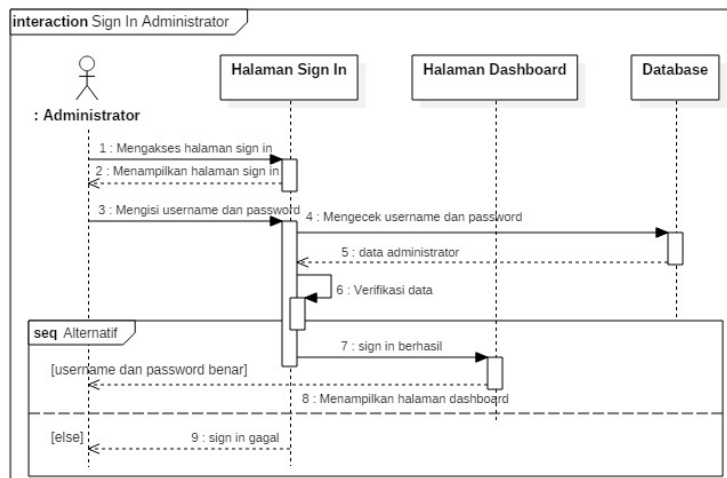 interaction Sign In Administrator
Halaman Sign In
Halaman Dashboard
Database
: Administrator
1 : Mengakses halaman sign in
2 : Menampilkan halaman sign in
3 : Mengisi username dan password
4 : Mengecek username dan password
5 : data administrator
6 : Verifikasi data
seq Alternatif
7 : sign in berhasil
[username dan password benar]
8 : Menampilkan halaman dashboard
[else]
9 : sign in gagal